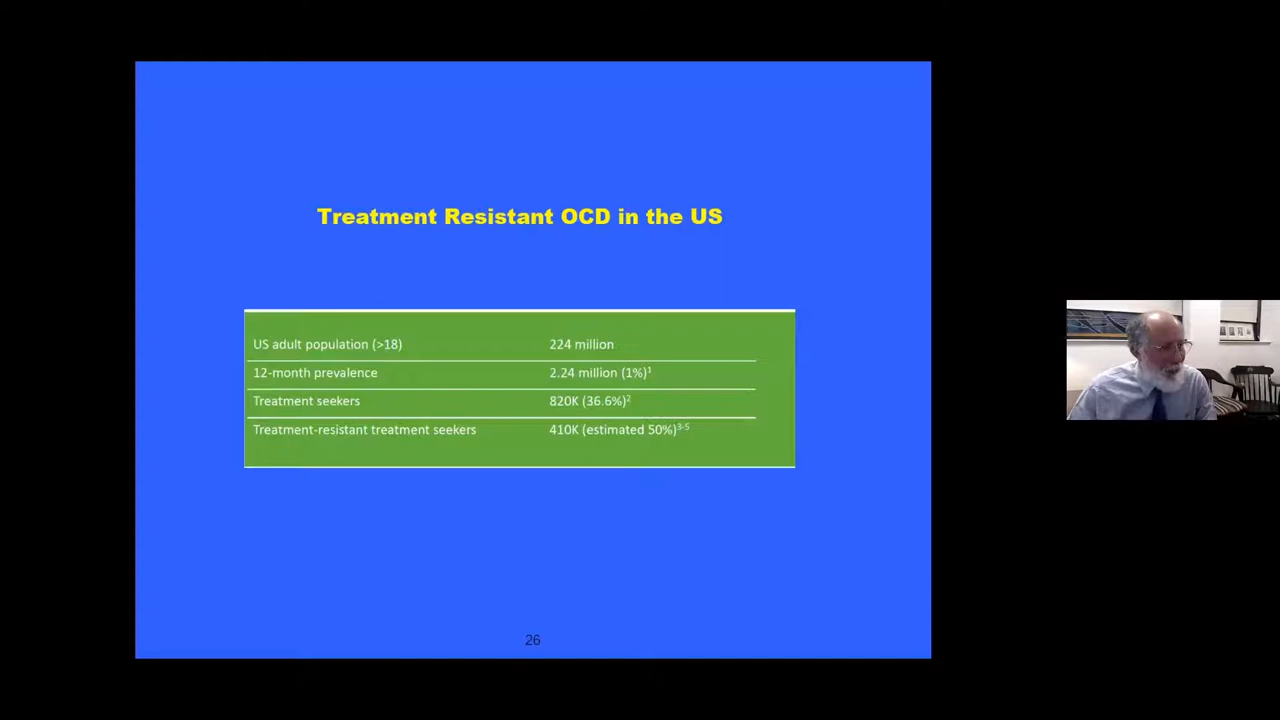 Treatment Resistant OCD in the US
US adult population (>18) 224 million
12-month prevalence 2.24 million (1%)¹
Treatment seekers 820K (36.6%)²
Treatment-resistant treatment seekers 410K (estimated 50%)³⁻⁵
26